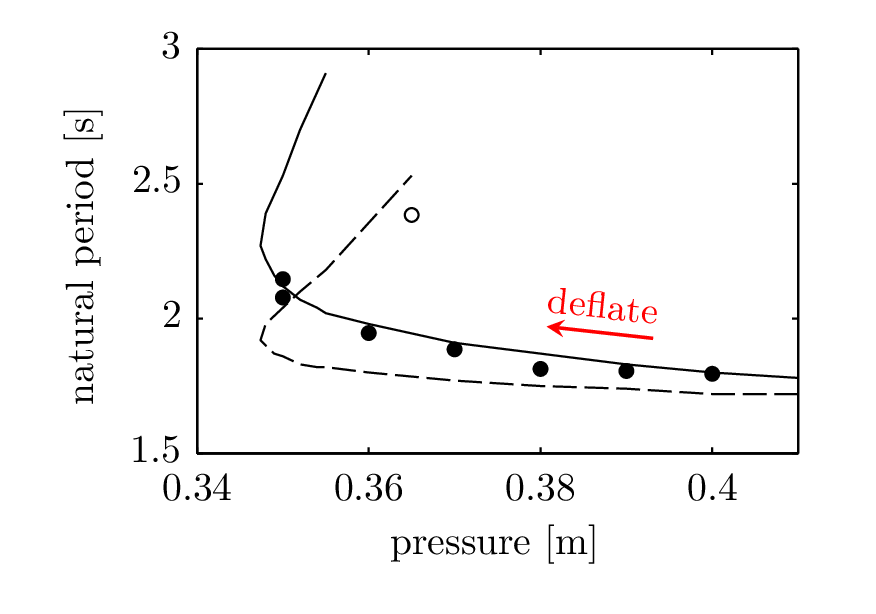 3
2.5
2
1.5
natural period [s]
deflate
0.34 0.36 0.38 0.4
pressure [m]